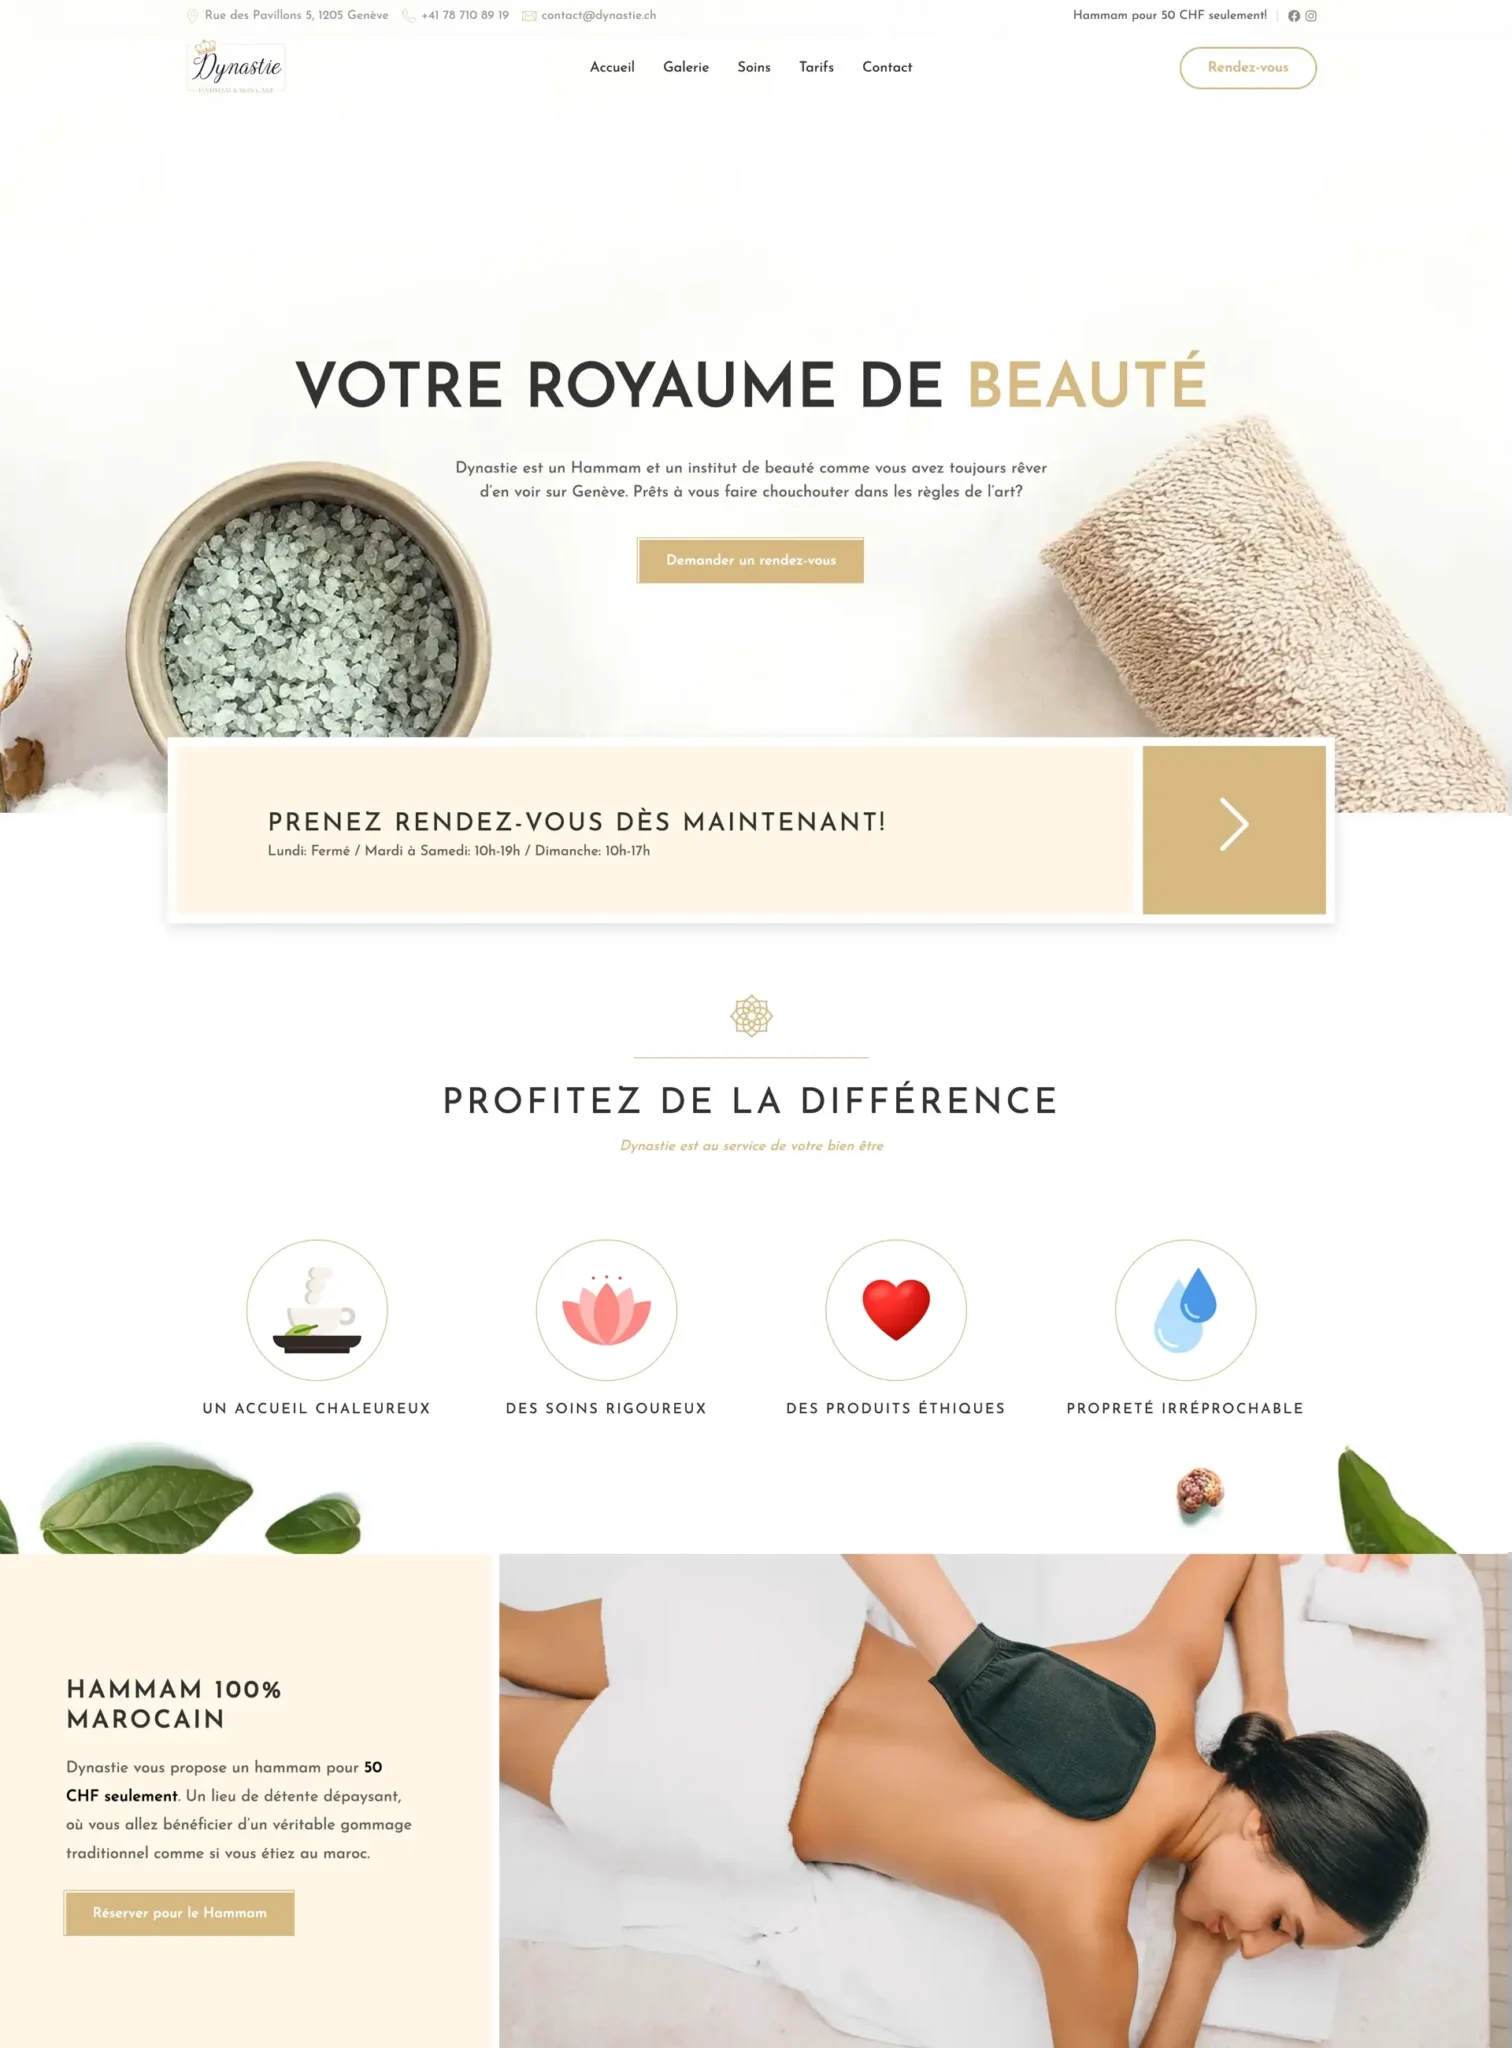 Rue des Pavillons 5, 1205 Genève +41 78 710 89 19 contact@dynastie.ch Hammam pour 50 CHF seulement!
Dynastie
HAMMAM & SKIN CARE
Accueil Galerie Soins Tarifs Contact
Rendez-vous
VOTRE ROYAUME DE BEAUTÉ
Dynastie est un Hammam et un institut de beauté comme vous avez toujours rêver
d'en voir sur Genève. Prêts à vous faire chouchouter dans les règles de l'art?
Demander un rendez-vous
PRENEZ RENDEZ-VOUS DÈS MAINTENANT!
Lundi: Fermé / Mardi à Samedi: 10h-19h / Dimanche: 10h-17h
PROFITEZ DE LA DIFFÉRENCE
Dynastie est au service de votre bien être
UN ACCUEIL CHALEUREUX
DES SOINS RIGOUREUX
DES PRODUITS ÉTHIQUES
PROPRETÉ IRRÉPROCHABLE
HAMMAM 100%
MAROCAIN
Dynastie vous propose un hammam pour 50
CHF seulement. Un lieu de détente dépaysant,
où vous allez bénéficier d'un véritable gommage
traditionnel comme si vous étiez au maroc.
Réserver pour le Hammam